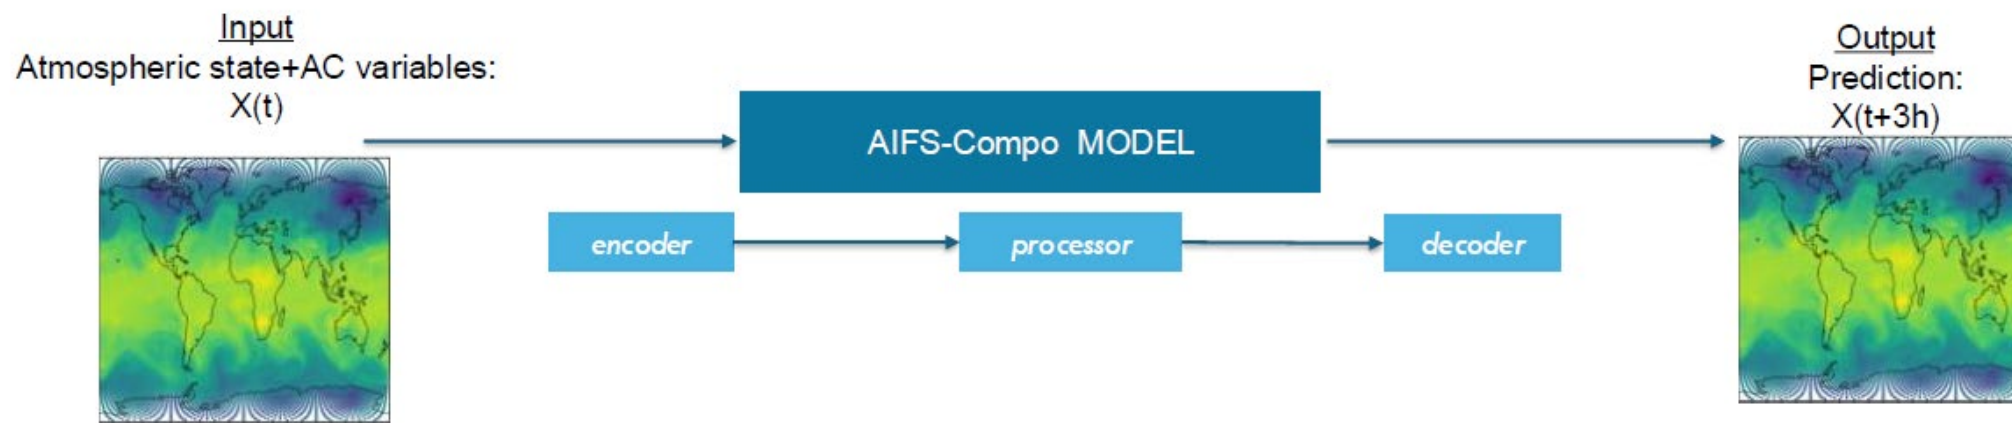 Input
Atmospheric state+AC variables:
X(t)
AIFS-Compo MODEL
encoder
processor
decoder
Output
Prediction:
X(t+3h)